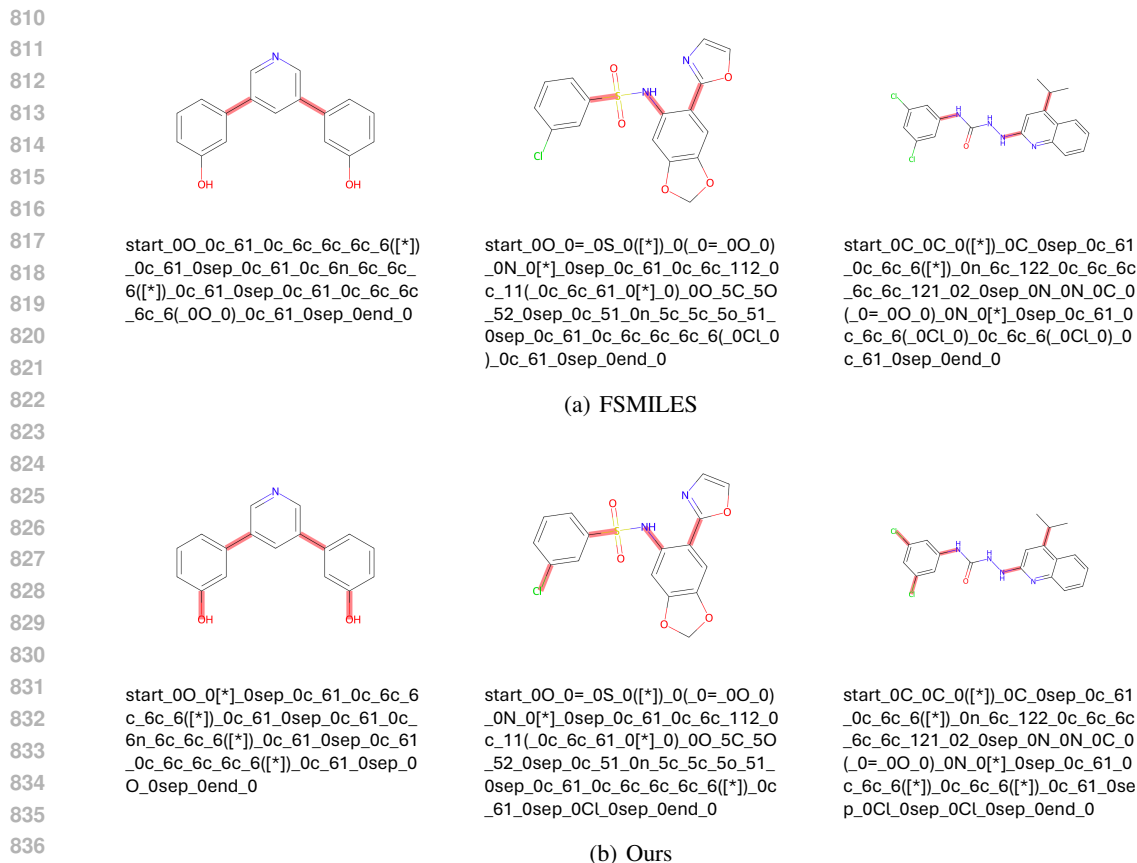 810
811
812
813
814
815
816
817
818
819
820
821
822
823
824
825
826
827
828
829
830
831
832
833
834
835
836
N
OH
OH
O
S
NH
O
Cl
N
O
O
O
Cl
Cl
H
N
O
NH
N
H
N
start_0O_0c_61_0c_6c_6c_6c_6([*])
_0c_61_0sep_0c_61_0c_6n_6c_6c_
6([*])_0c_61_0sep_0c_61_0c_6c_6c
_6c_6(_0O_0)_0c_61_0sep_0end_0
start_0O_0=_0S_0([*])_0(_0=_0O_0)
_0N_0[*]_0sep_0c_61_0c_6c_112_0
c_11(_0c_6c_61_0[*]_0)_0O_5C_5O
_52_0sep_0c_51_0n_5c_5c_5o_51_
0sep_0c_61_0c_6c_6c_6c_6(_0Cl_0
)_0c_61_0sep_0end_0
start_0C_0C_0([*])_0C_0sep_0c_61
_0c_6c_6([*])_0n_6c_122_0c_6c_6c
_6c_6c_121_02_0sep_0N_0N_0C_0
(_0=_0O_0)_0N_0[*]_0sep_0c_61_0
c_6c_6(_0Cl_0)_0c_6c_6(_0Cl_0)_0
c_61_0sep_0end_0
(a) FSMILES
N
OH
OH
O
S
NH
O
Cl
N
O
O
O
Cl
Cl
H
N
O
NH
N
H
N
start_0O_0[*]_0sep_0c_61_0c_6c_6
c_6c_6([*])_0c_61_0sep_0c_61_0c_
6n_6c_6c_6([*])_0c_61_0sep_0c_61
_0c_6c_6c_6c_6([*])_0c_61_0sep_0
O_0sep_0end_0
start_0O_0=_0S_0([*])_0(_0=_0O_0)
_0N_0[*]_0sep_0c_61_0c_6c_112_0
c_11(_0c_6c_61_0[*]_0)_0O_5C_5O
_52_0sep_0c_51_0n_5c_5c_5o_51_
0sep_0c_61_0c_6c_6c_6c_6([*])_0c
_61_0sep_0Cl_0sep_0end_0
start_0C_0C_0([*])_0C_0sep_0c_61
_0c_6c_6([*])_0n_6c_122_0c_6c_6c
_6c_6c_121_02_0sep_0N_0N_0C_0
(_0=_0O_0)_0N_0[*]_0sep_0c_61_0
c_6c_6([*])_0c_6c_6([*])_0c_61_0se
p_0Cl_0sep_0Cl_0sep_0end_0
(b) Ours